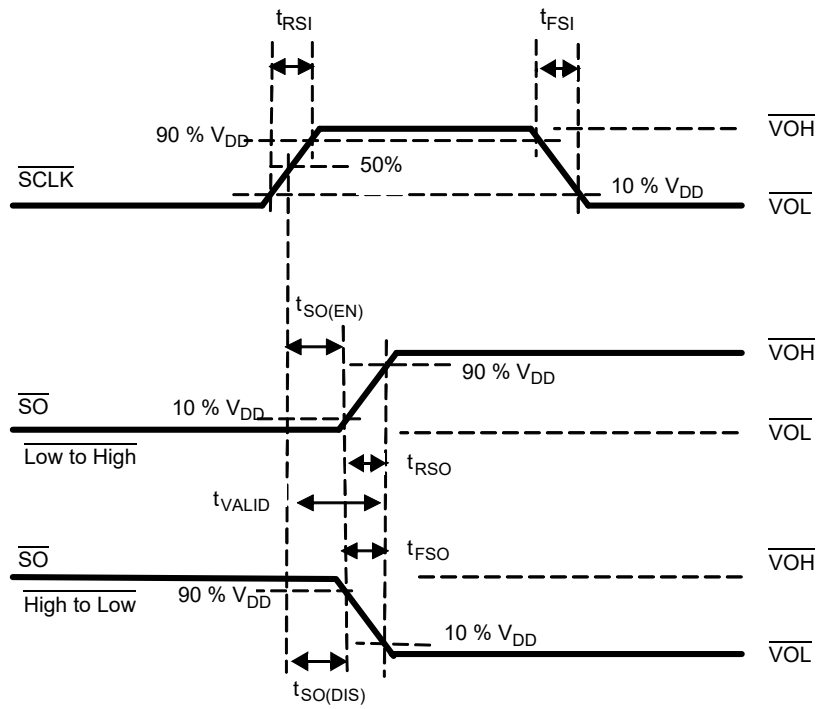 tRSI
tFSI
90 % VDD
VOH
SCLK
50%
10 % VDD
VOL
tSO(EN)
VOH
90 % VDD
SO
10 % VDD
VOL
Low to High
tRSO
tVALID
tFSO
SO
VOH
High to Low
90 % VDD
10 % VDD
VOL
tSO(DIS)